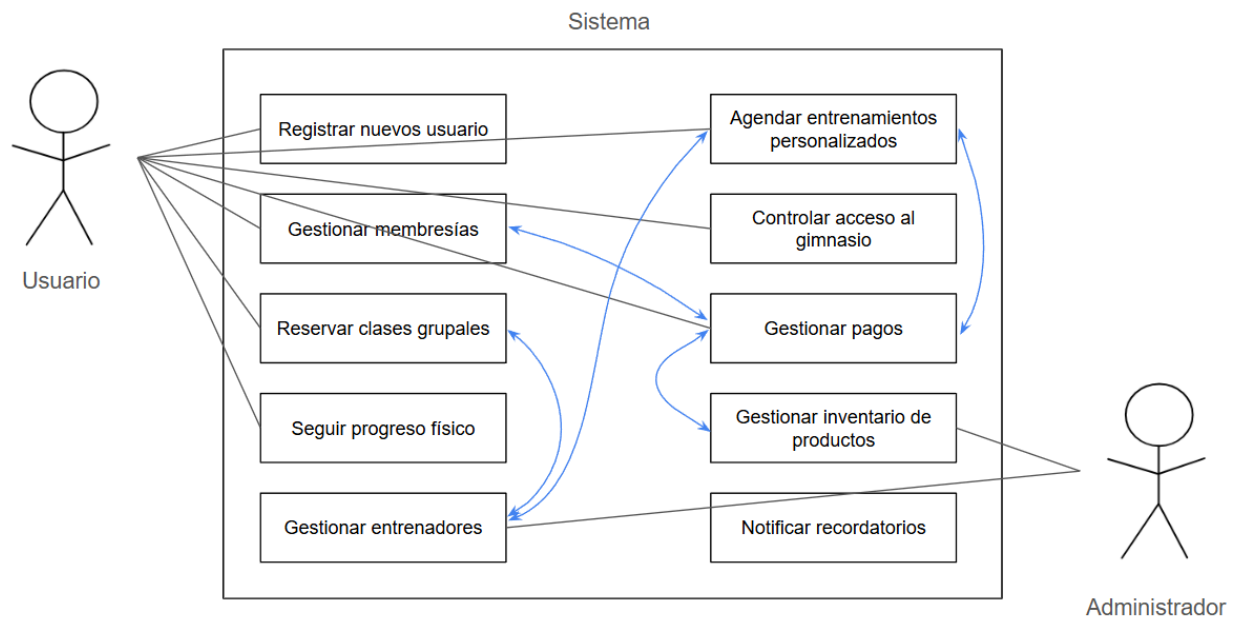 Sistema
Usuario
Registrar nuevos usuario
Gestionar membresías
Reservar clases grupales
Seguir progreso físico
Gestionar entrenadores
Agendar entrenamientos
personalizados
Controlar acceso al
gimnasio
Gestionar pagos
Gestionar inventario de
productos
Notificar recordatorios
Administrador